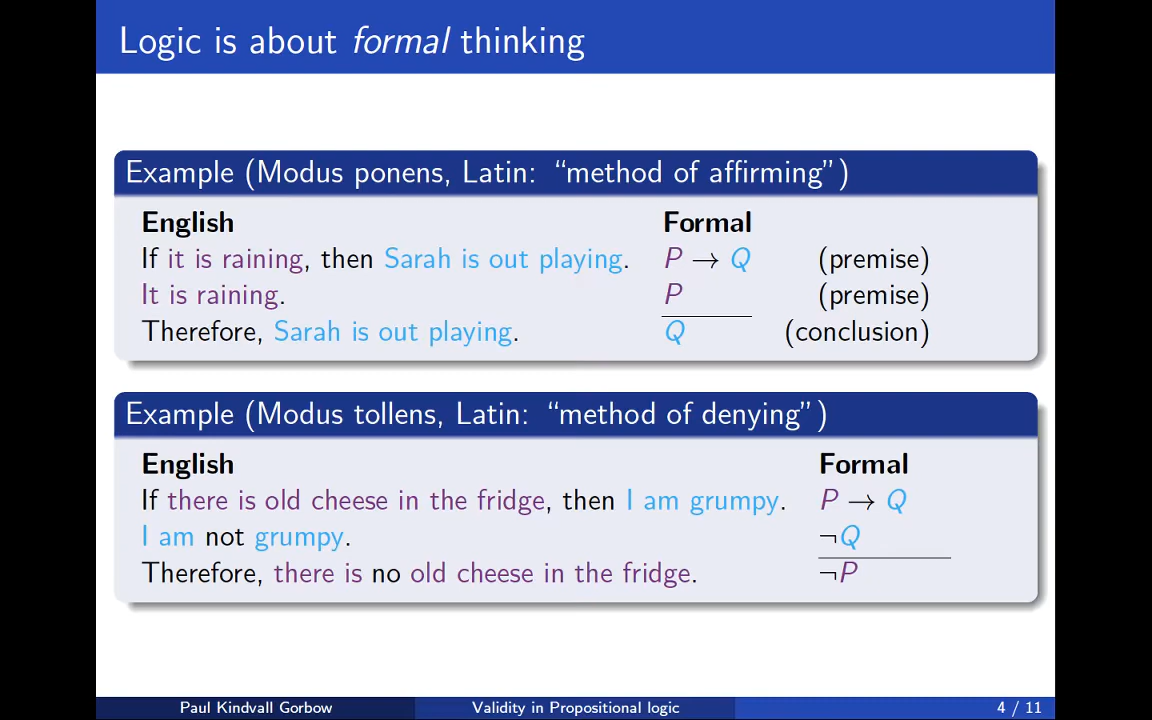 Logic is about formal thinking
Example (Modus ponens, Latin: “method of affirming”)
English Formal
If it is raining, then Sarah is out playing. P → Q (premise)
It is raining. P (premise)
Therefore, Sarah is out playing. Q (conclusion)
Example (Modus tollens, Latin: “method of denying”)
English Formal
If there is old cheese in the fridge, then I am grumpy. P → Q
I am not grumpy. ¬Q
Therefore, there is no old cheese in the fridge. ¬P
Paul Kindvall Gorbow Validity in Propositional logic 4 / 11